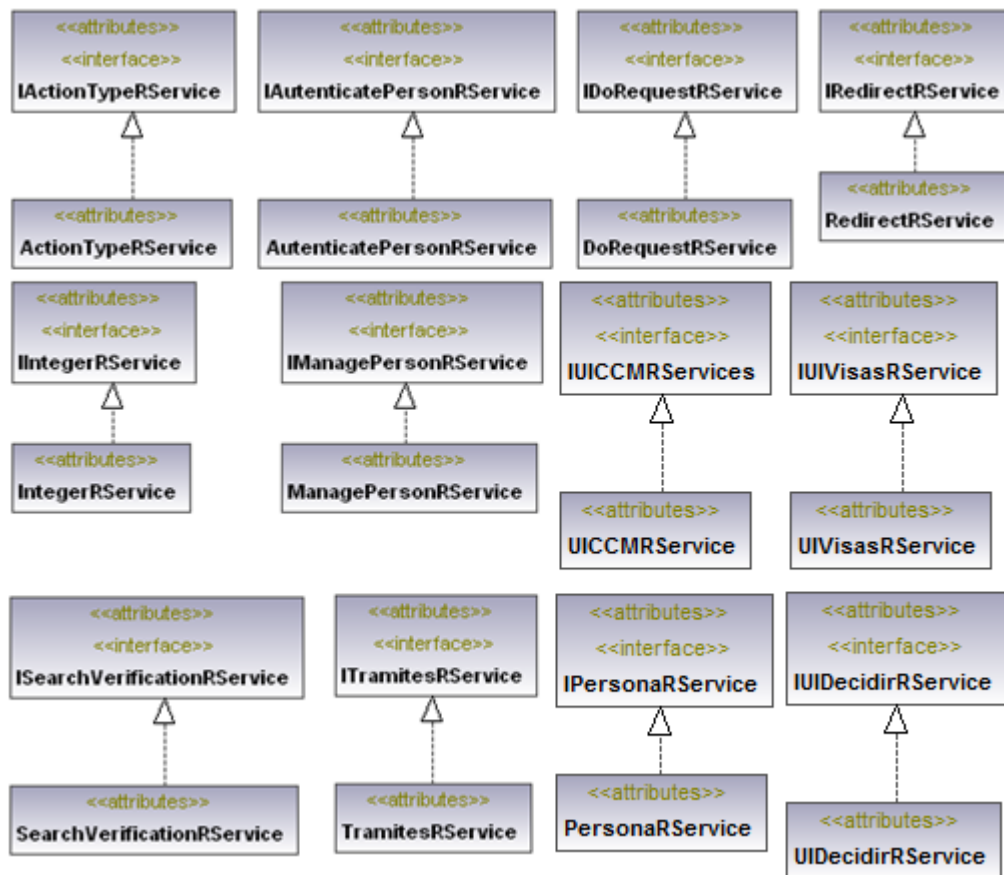 <<attributes>>
<<interface>>
IActionTypeRService
<<attributes>>
<<interface>>
IAutenticatePersonRService
<<attributes>>
<<interface>>
IDoRequestRService
<<attributes>>
<<interface>>
IRedirectRService
<<attributes>>
ActionTypeRService
<<attributes>>
AutenticatePersonRService
<<attributes>>
DoRequestRService
<<attributes>>
RedirectRService
<<attributes>>
<<interface>>
IIntegerRService
<<attributes>>
<<interface>>
IManagePersonRService
<<attributes>>
<<interface>>
IUICCMRServices
<<attributes>>
<<interface>>
IUIVisasRService
<<attributes>>
IntegerRService
<<attributes>>
ManagePersonRService
<<attributes>>
UICCMRService
<<attributes>>
UIVisasRService
<<attributes>>
<<interface>>
ISearchVerificationRService
<<attributes>>
<<interface>>
ITramitesRService
<<attributes>>
<<interface>>
IPersonaRService
<<attributes>>
<<interface>>
IUIDecidirRService
<<attributes>>
SearchVerificationRService
<<attributes>>
TramitesRService
<<attributes>>
PersonaRService
<<attributes>>
UIDecidirRService